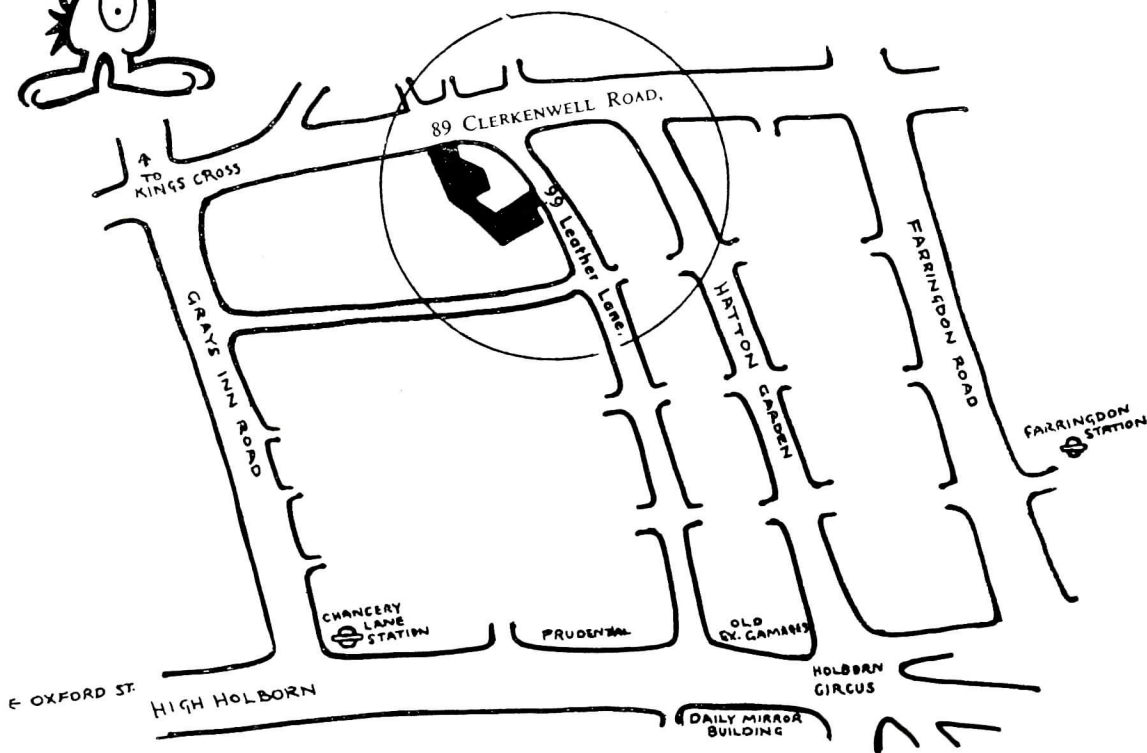 89 CLERKENWELL ROAD,
↑
TO
KINGS CROSS
99 Leather Lane,
GRAYS INN ROAD
HATTON GARDEN
FARRINGDON ROAD
FARRINGDON
STATION
CHANCERY
LANE
STATION
PRUDENTIAL
OLD
EX. GAMAGES
HOLBORN
CIRCUS
← OXFORD ST.
HIGH HOLBORN
DAILY MIRROR
BUILDING